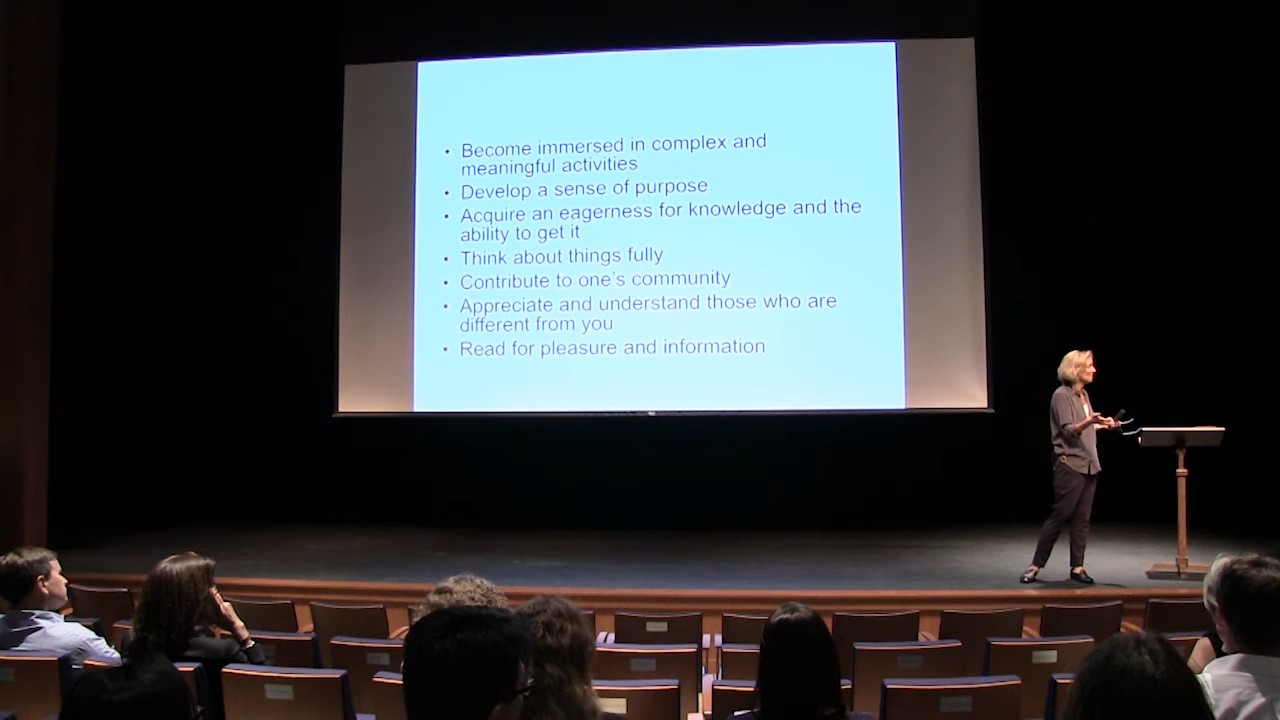 • Become immersed in complex and
meaningful activities
• Develop a sense of purpose
• Acquire an eagerness for knowledge and the
ability to get it
• Think about things fully
• Contribute to one's community
• Appreciate and understand those who are
different from you
• Read for pleasure and information